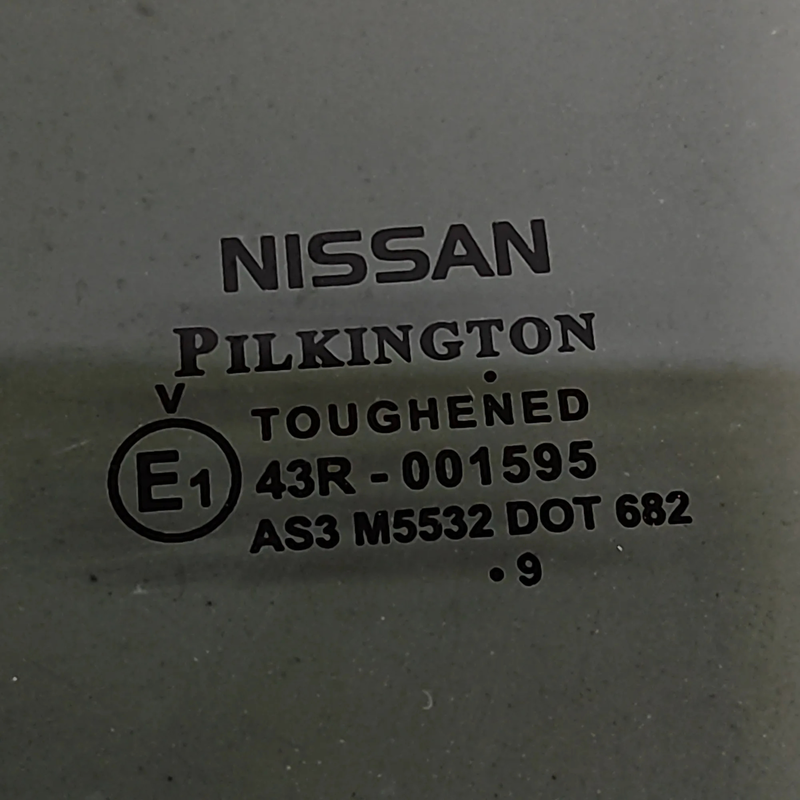 NISSAN
PILKINGTON
V
TOUGHENED
E1 43R - 001595
AS3 M5532 DOT 682
• 9